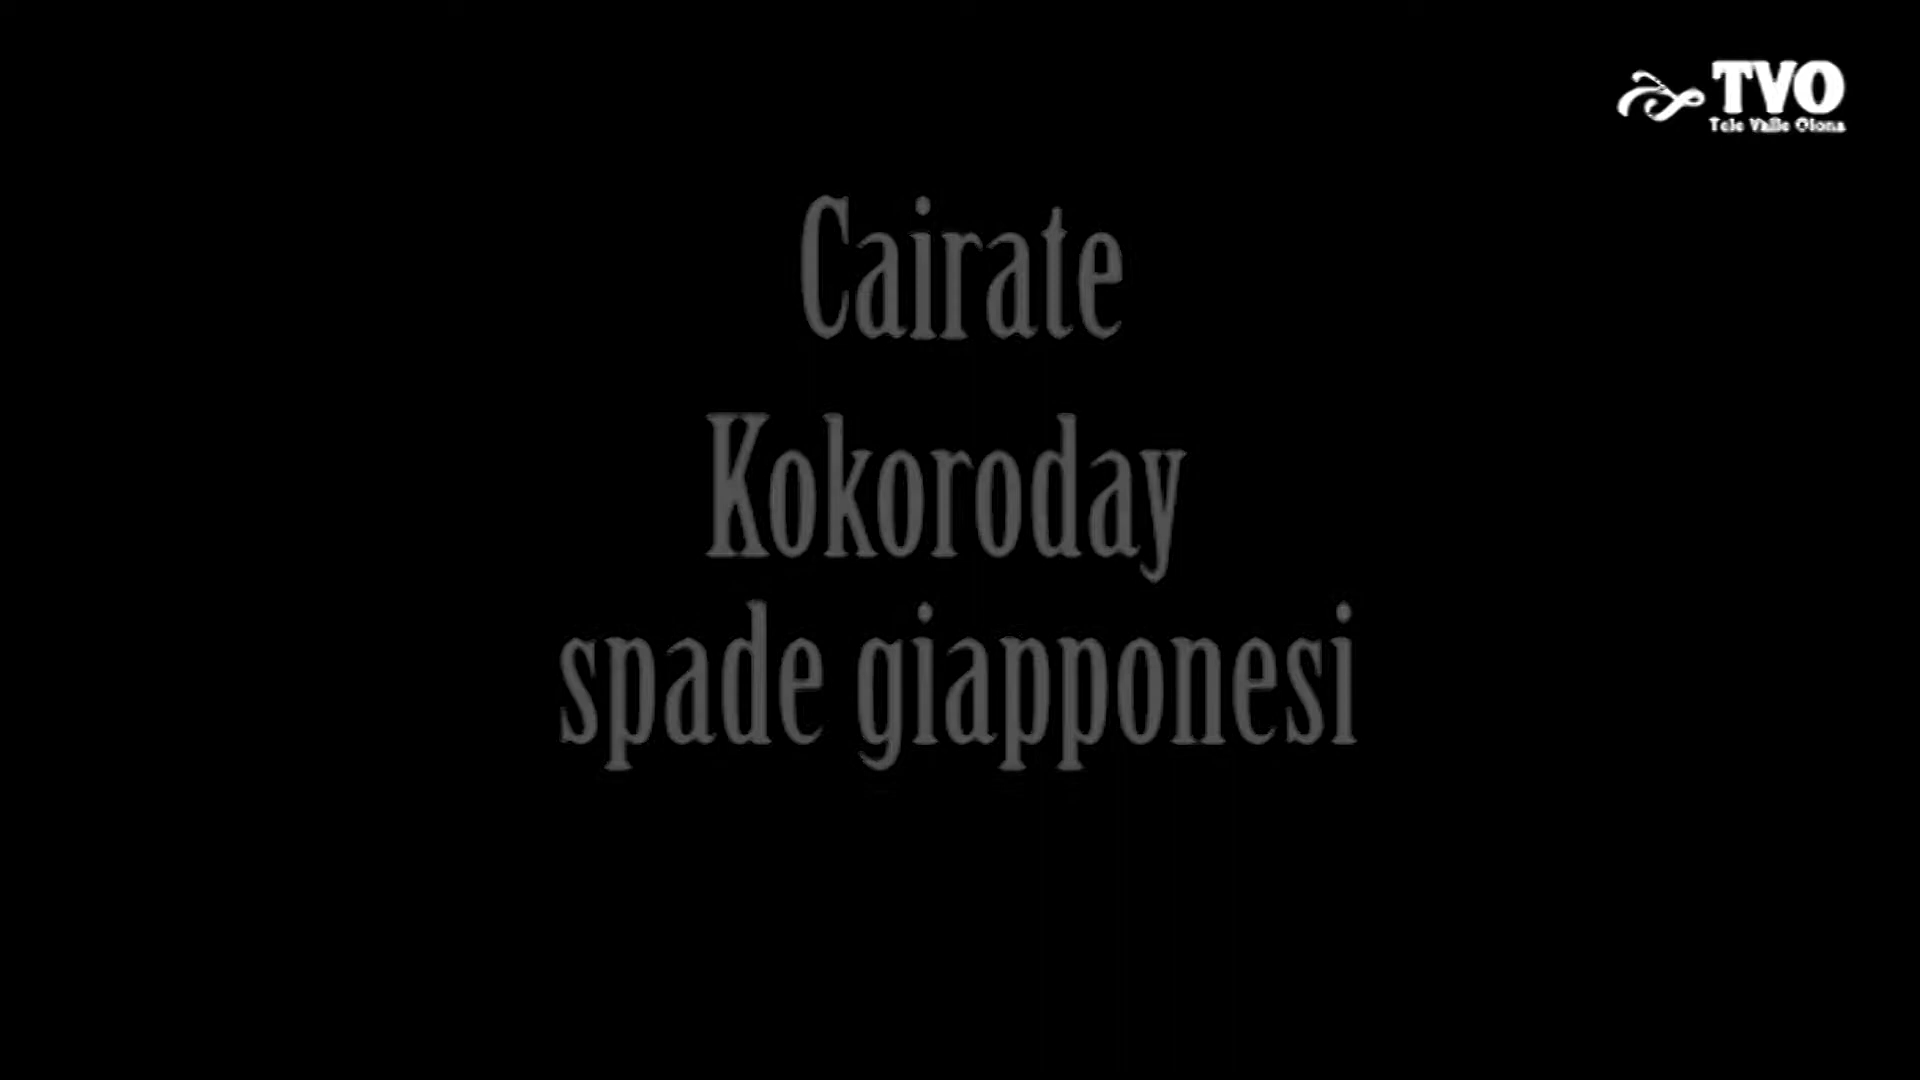 TVO
Tele Valle Olona
Cairate
Kokoroday
spade giapponesi